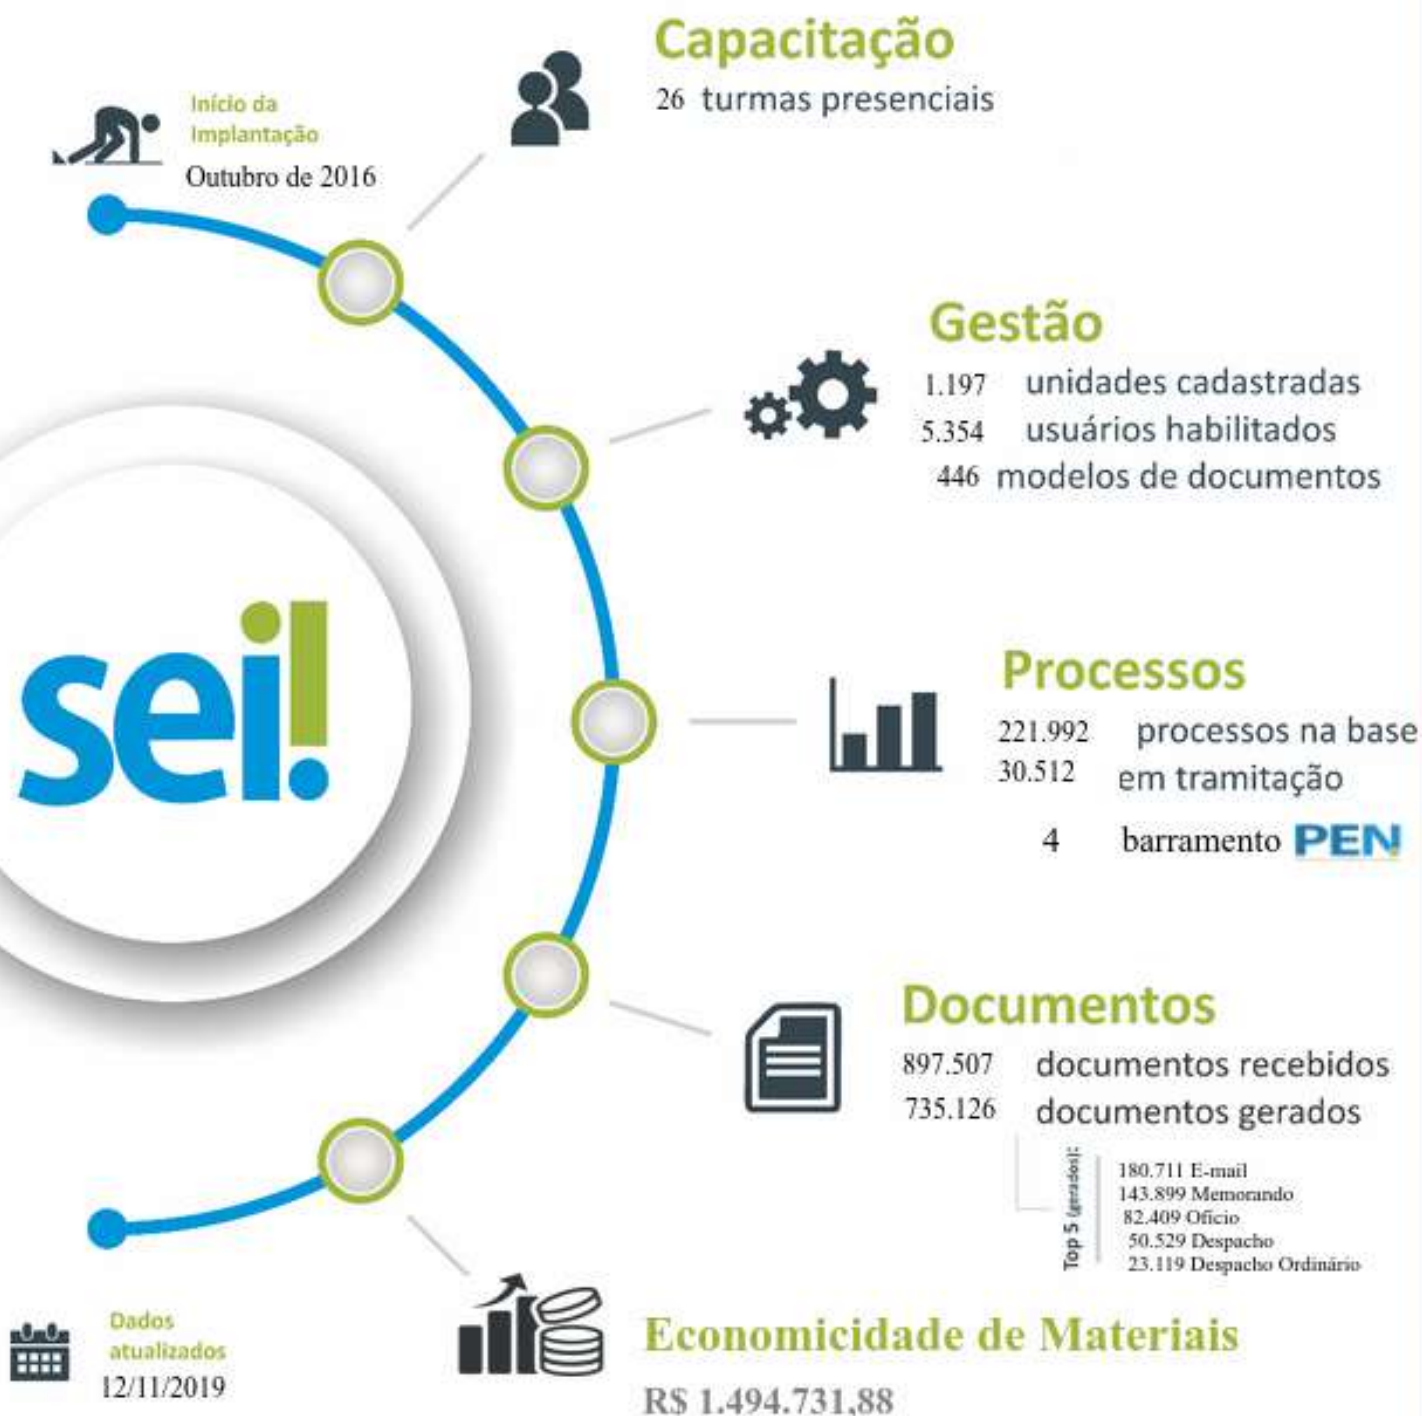 Capacitação
26 turmas presenciais
Início da
Implantação
Outubro de 2016
Gestão
1.197 unidades cadastradas
5.354 usuários habilitados
446 modelos de documentos
sei!
Processos
221.992 processos na base
30.512 em tramitação
4 barramento PEN
Documentos
897.507 documentos recebidos
735.126 documentos gerados
Top 5 (gerados):
180.711 E-mail
143.899 Memorando
82.409 Ofício
50.529 Despacho
23.119 Despacho Ordinário
Dados
atualizados
12/11/2019
Economicidade de Materiais
R$ 1.494.731,88